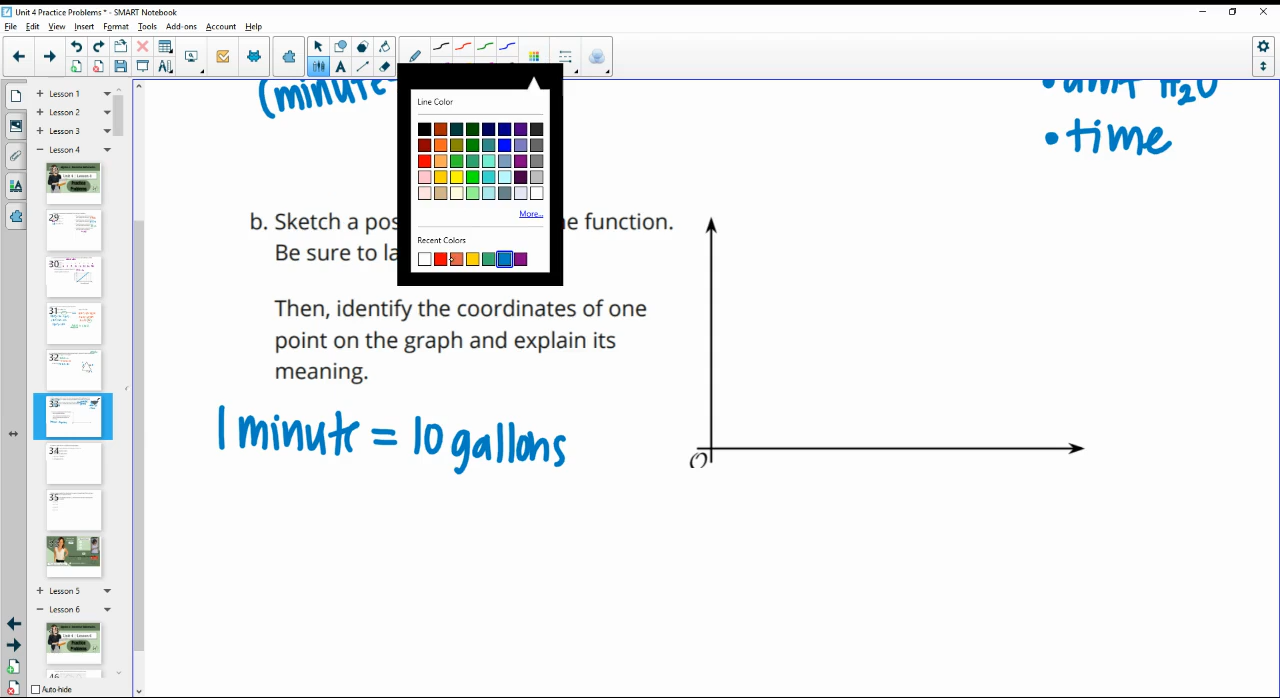 Unit 4 Practice Problems * - SMART Notebook
File Edit View Insert Format Tools Add-ons Account Help
Lesson 1
Lesson 2
Lesson 3
Lesson 4
29
30
31
32
33
34
35
Lesson 5
Lesson 6
46
Auto-hide
Line Color
More...
Recent Colors
(minute
• time
b. Sketch a pos e function.
Be sure to la
Then, identify the coordinates of one
point on the graph and explain its
meaning.
1 minute = 10 gallons
O